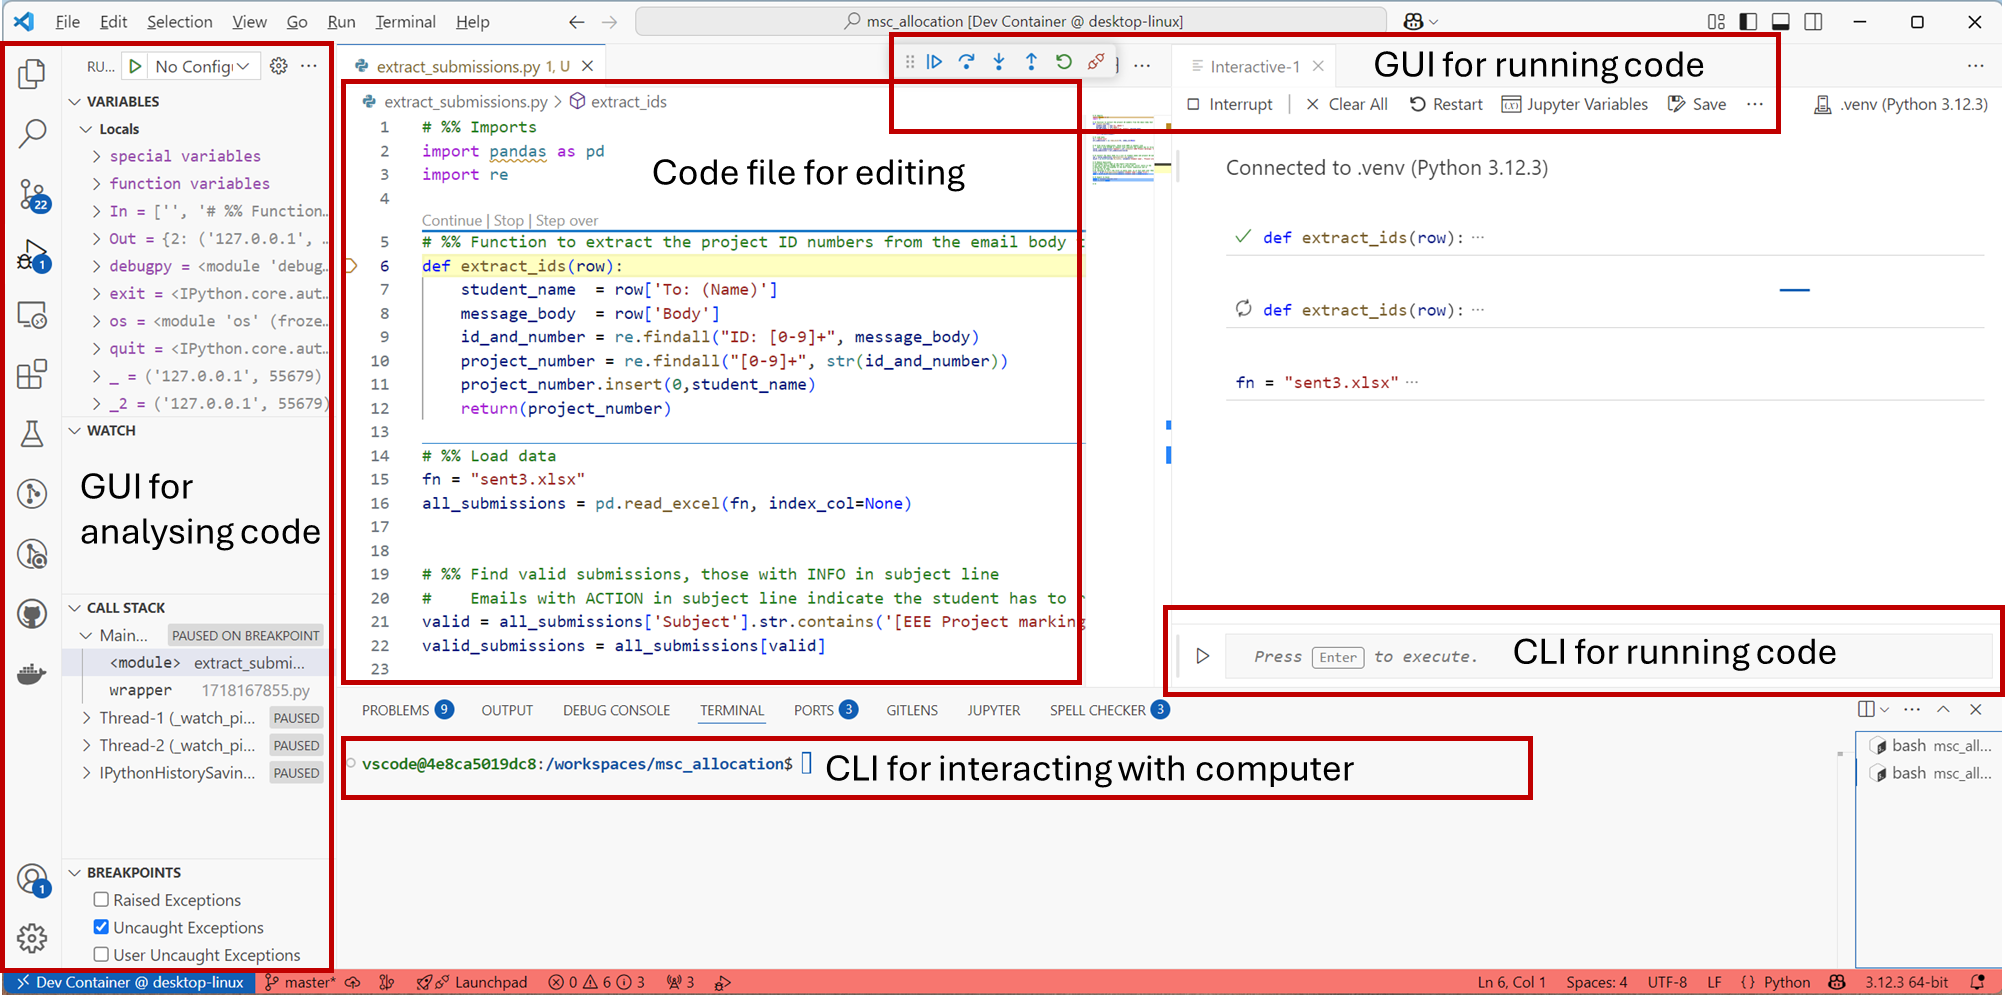 File Edit Selection View Go Run Terminal Help
msc_allocation [Dev Container @ desktop-linux]
RU... No Config
VARIABLES
Locals
special variables
function variables
In = ['', '# %% Function...
Out = {2: ('127.0.0.1', ...
debugpy = <module 'debug...
exit = <IPython.core.aut...
os = <module 'os' (froze...
quit = <IPython.core.aut...
_ = ('127.0.0.1', 55679)
_2 = ('127.0.0.1', 55679)
WATCH
GUI for
analysing code
CALL STACK
Main... PAUSED ON BREAKPOINT
<module> extract_submi...
wrapper 1718167855.py
Thread-1 (_watch_pi... PAUSED
Thread-2 (_watch_pi... PAUSED
IPythonHistorySavin... PAUSED
BREAKPOINTS
Raised Exceptions
Uncaught Exceptions
User Uncaught Exceptions
22
1
1
extract_submissions.py 1, U
extract_submissions.py > extract_ids
Code file for editing
1 # %% Imports
2 import pandas as pd
3 import re
4
Continue | Stop | Step over
5 # %% Function to extract the project ID numbers from the email body
6 def extract_ids(row):
7 student_name = row['To: (Name)']
8 message_body = row['Body']
9 id_and_number = re.findall("ID: [0-9]+", message_body)
10 project_number = re.findall("[0-9]+", str(id_and_number))
11 project_number.insert(0,student_name)
12 return(project_number)
13
14 # %% Load data
15 fn = "sent3.xlsx"
16 all_submissions = pd.read_excel(fn, index_col=None)
17
18
19 # %% Find valid submissions, those with INFO in subject line
20 # Emails with ACTION in subject line indicate the student has to
21 valid = all_submissions['Subject'].str.contains('[EEE Project marking
22 valid_submissions = all_submissions[valid]
23
Interactive-1
GUI for running code
Interrupt | Clear All Restart Jupyter Variables Save ... .venv (Python 3.12.3)
Connected to .venv (Python 3.12.3)
def extract_ids(row): ...
def extract_ids(row): ...
fn = "sent3.xlsx" ...
Press Enter to execute.
CLI for running code
PROBLEMS 9 OUTPUT DEBUG CONSOLE TERMINAL PORTS 3 GITLENS JUPYTER SPELL CHECKER 3
vscode@4e8ca5019dc8:/workspaces/msc_allocation$
CLI for interacting with computer
bash msc_all...
bash msc_all...
Dev Container @ desktop-linux master* Launchpad 0 6 3 3 Ln 6, Col 1 Spaces: 4 UTF-8 LF {} Python 3.12.3 64-bit